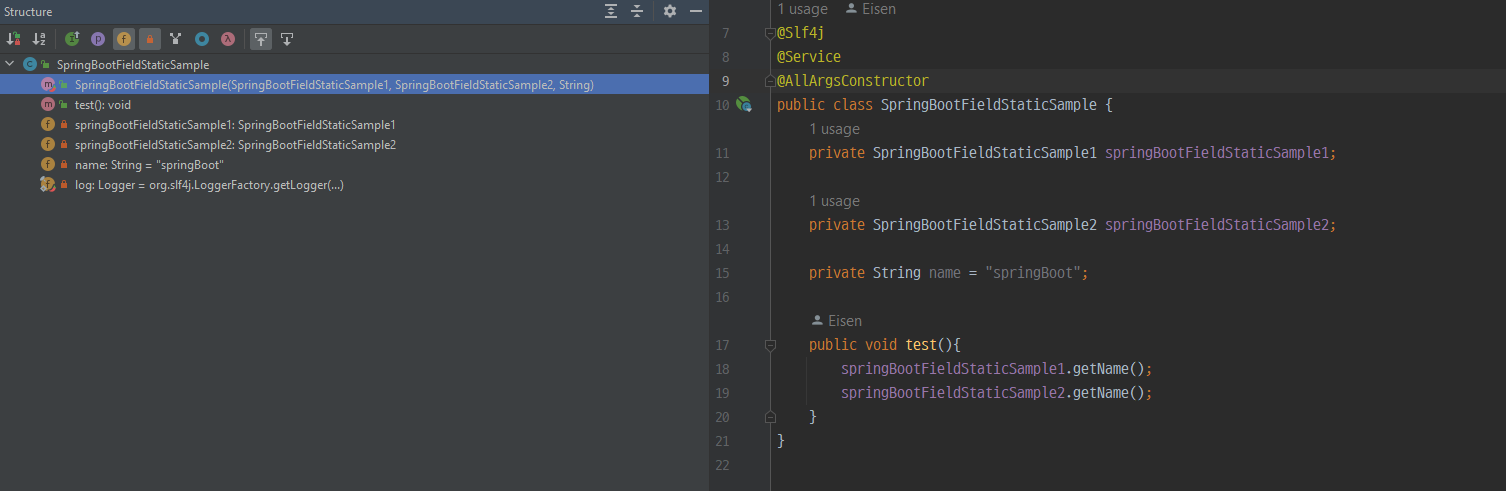 Structure
SpringBootFieldStaticSample
SpringBootFieldStaticSample(SpringBootFieldStaticSample1, SpringBootFieldStaticSample2, String)
test(): void
springBootFieldStaticSample1: SpringBootFieldStaticSample1
springBootFieldStaticSample2: SpringBootFieldStaticSample2
name: String = "springBoot"
log: Logger = org.slf4j.LoggerFactory.getLogger(...)
1 usage Eisen
7 @Slf4j
8 @Service
9 @AllArgsConstructor
10 public class SpringBootFieldStaticSample {
1 usage
11 private SpringBootFieldStaticSample1 springBootFieldStaticSample1;
12
1 usage
13 private SpringBootFieldStaticSample2 springBootFieldStaticSample2;
14
15 private String name = "springBoot";
16
Eisen
17 public void test(){
18 springBootFieldStaticSample1.getName();
19 springBootFieldStaticSample2.getName();
20 }
21 }
22